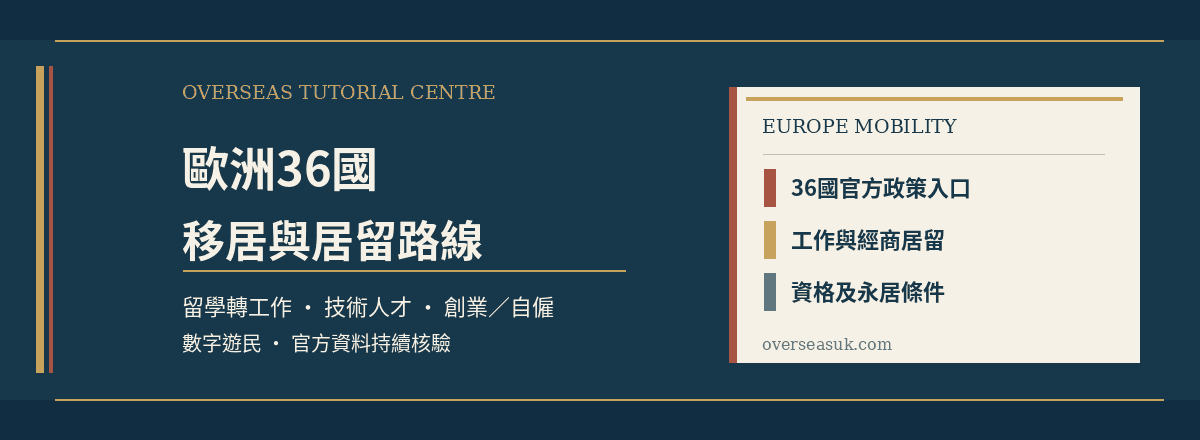 OVERSEAS TUTORIAL CENTRE
歐洲36國
移居與居留路線
留學轉工作 · 技術人才 · 創業／自僱
數字遊民 · 官方資料持續核驗
EUROPE MOBILITY
36國官方政策入口
工作與經商居留
資格及永居條件
overseasuk.com